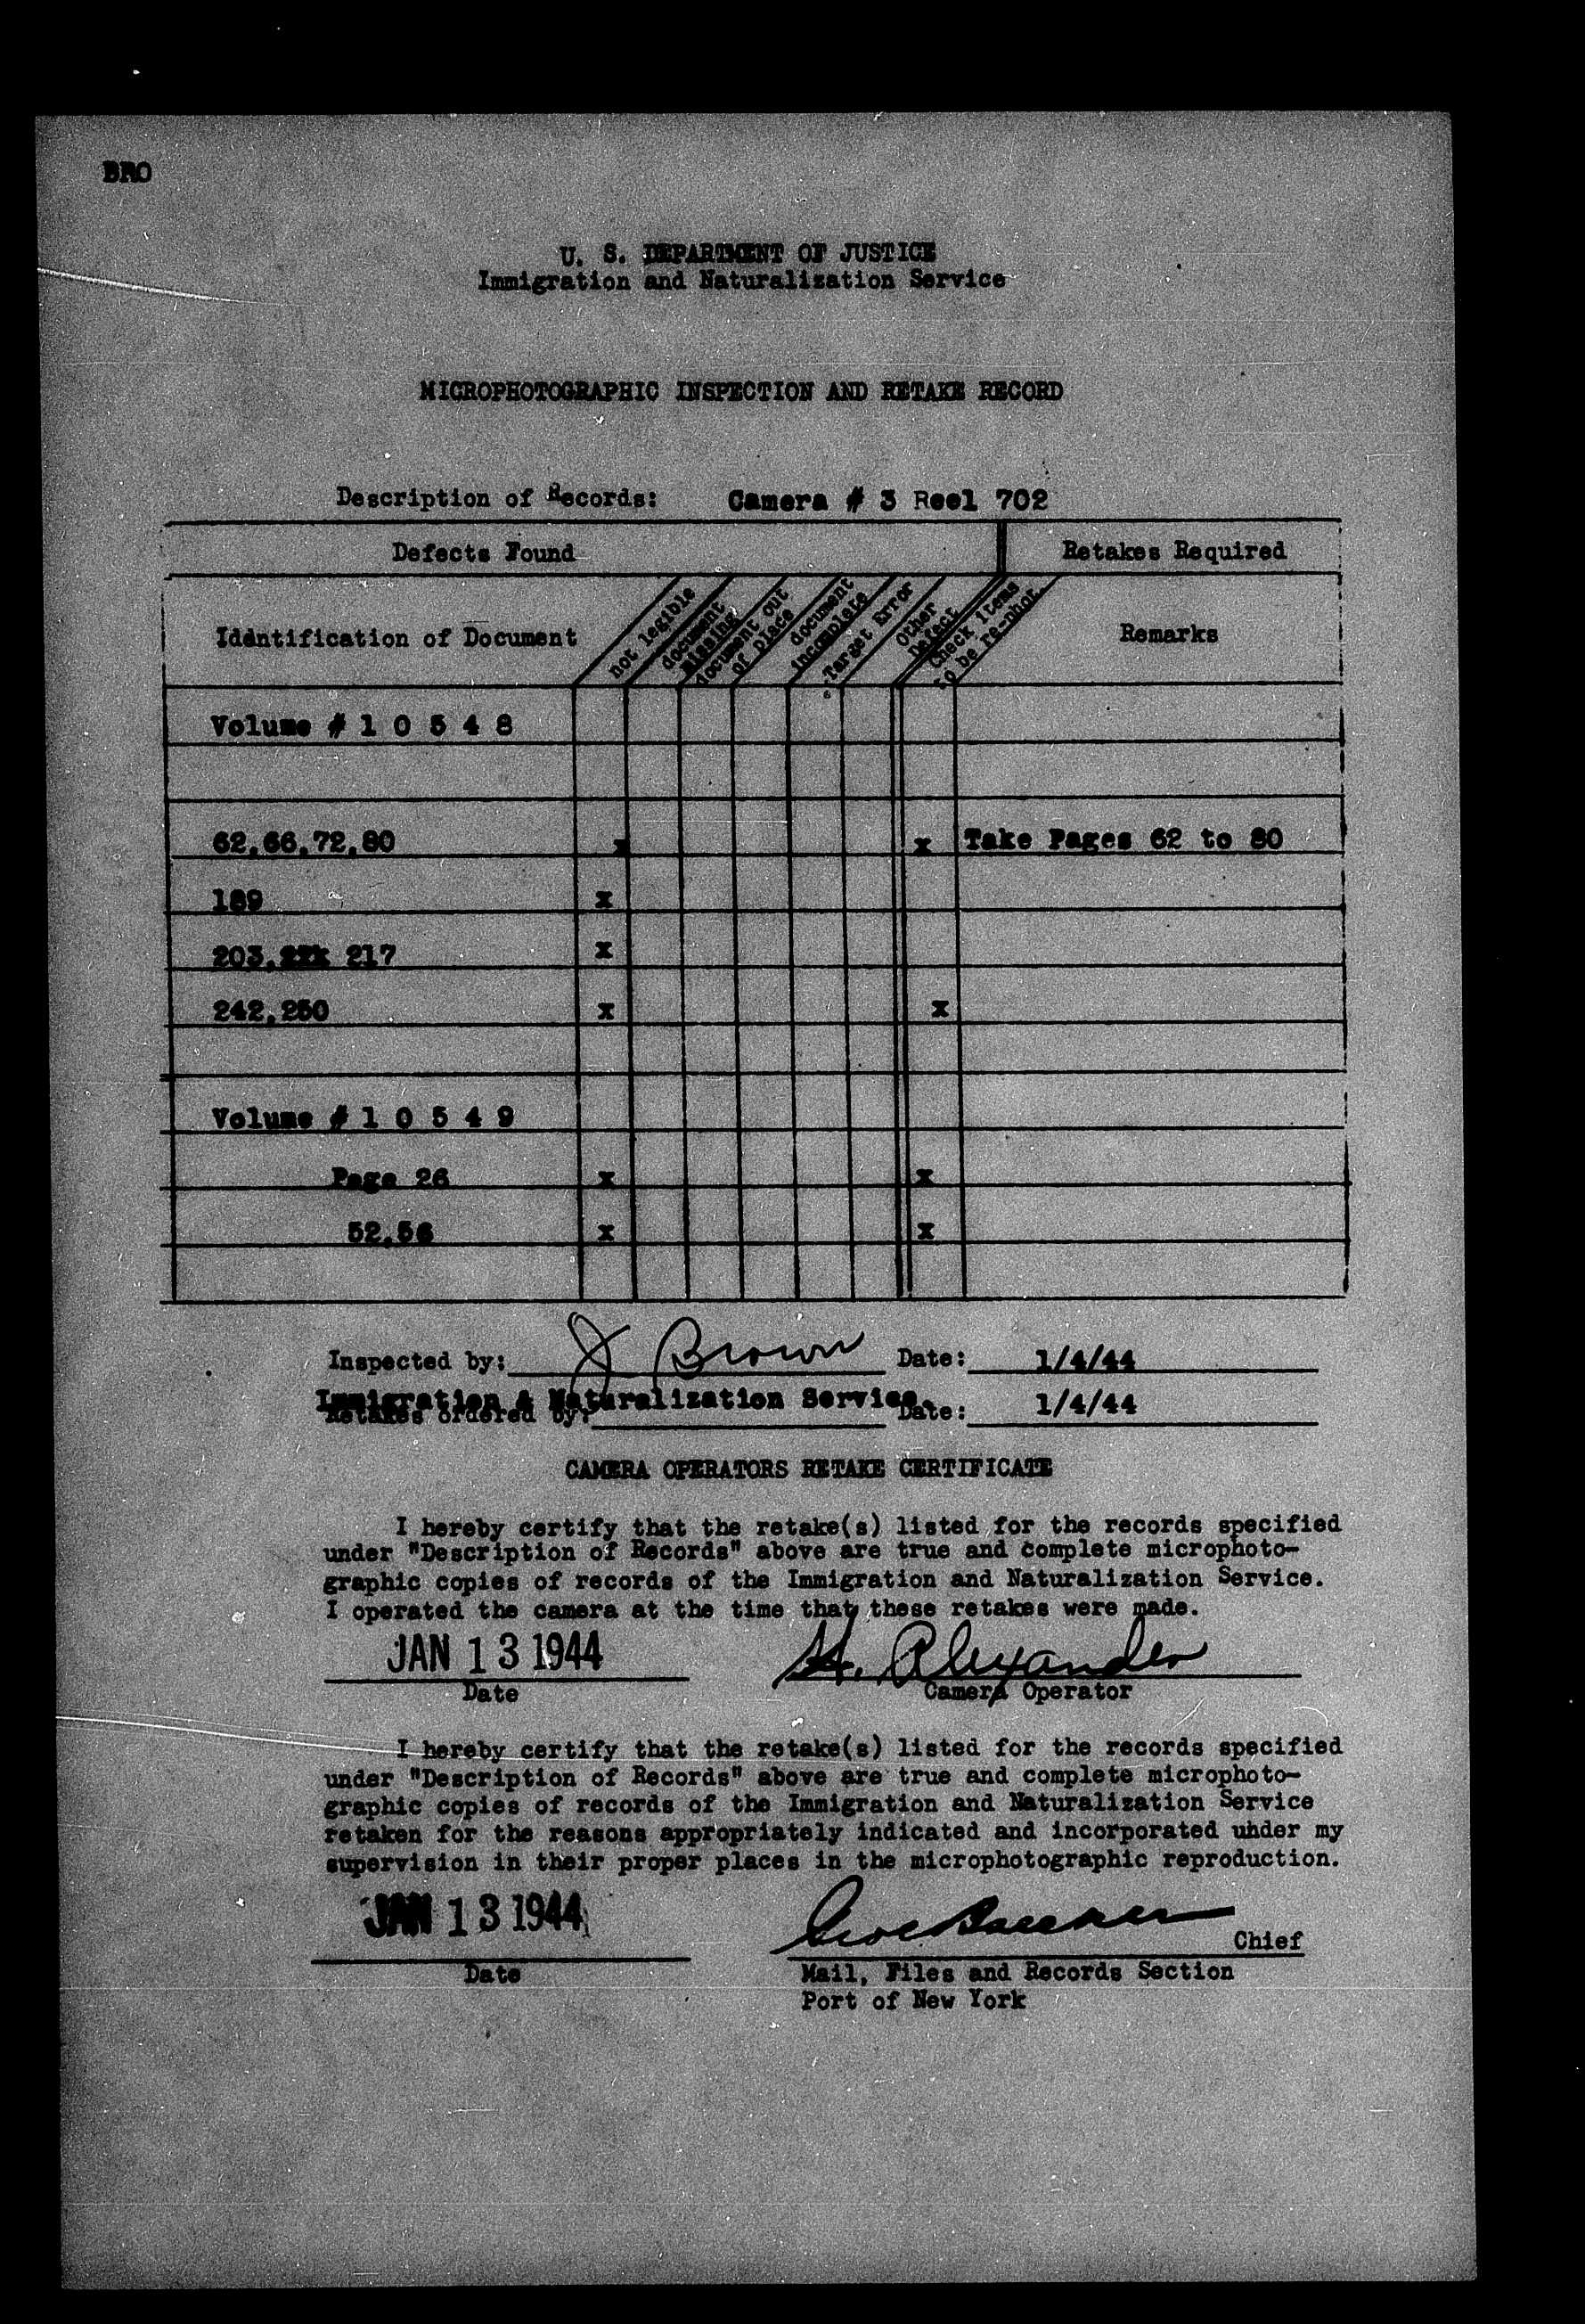 BRO
U. S. DEPARTMENT OF JUSTICE
Immigration and Naturalization Service
MICROPHOTOGRAPHIC INSPECTION AND RETAKE RECORD
Description of Records: Camera # 3 Reel 702
Defects Found Retakes Required
Identification of Document
not legible
document
missing
document out
of place
document
incomplete
Target Error
Other
Defect
Check items
to be re-phot.
Remarks
Volume # 1 0 5 4 8
62,66,72,80 x x Take Pages 62 to 80
189 x
203, 217 x
242,250 x x
Volume # 1 0 5 4 9
Page 26 x x
52,56 x x
Inspected by: J Brown Date: 1/4/44
Immigration & Naturalization Service.
Retakes ordered by: Date: 1/4/44
CAMERA OPERATORS RETAKE CERTIFICATE
I hereby certify that the retake(s) listed for the records specified
under "Description of Records" above are true and complete microphoto-
graphic copies of records of the Immigration and Naturalization Service.
I operated the camera at the time that these retakes were made.
JAN 13 1944 H. Alexander
Date Camera Operator
I hereby certify that the retake(s) listed for the records specified
under "Description of Records" above are true and complete microphoto-
graphic copies of records of the Immigration and Naturalization Service
retaken for the reasons appropriately indicated and incorporated uhder my
supervision in their proper places in the microphotographic reproduction.
JAN 13 1944
Chief
Date Mail, Files and Records Section
Port of New York